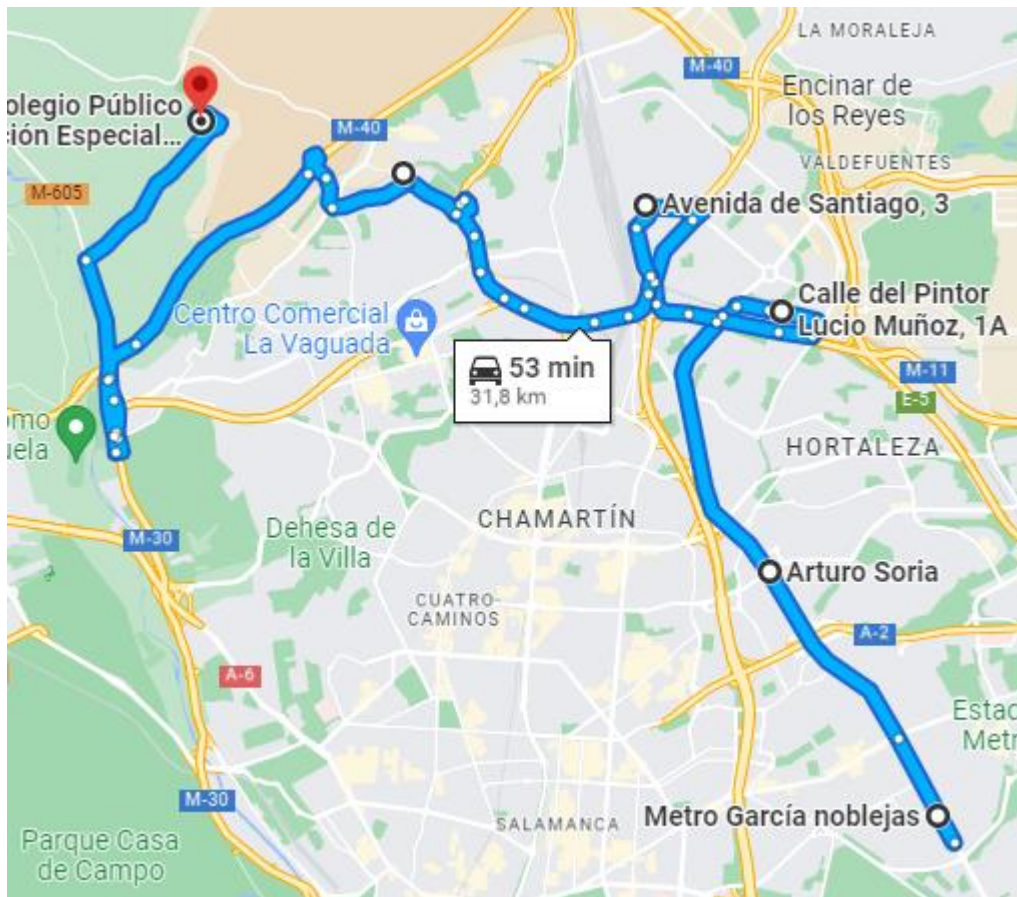 LA MORALEJA
M-40
Encinar de
los Reyes
olegio Público
ción Especial...
M-40
VALDEFUENTES
M-605
Avenida de Santiago, 3
Calle del Pintor
Lucio Muñoz, 1A
Centro Comercial
La Vaguada
53 min
31,8 km
M-11
E-5
omo
uela
HORTALEZA
CHAMARTÍN
Dehesa de
la Villa
M-30
Arturo Soria
CUATRO-
CAMINOS
A-2
A-6
Estad
Metr
M-30
Metro García noblejas
SALAMANCA
Parque Casa
de Campo